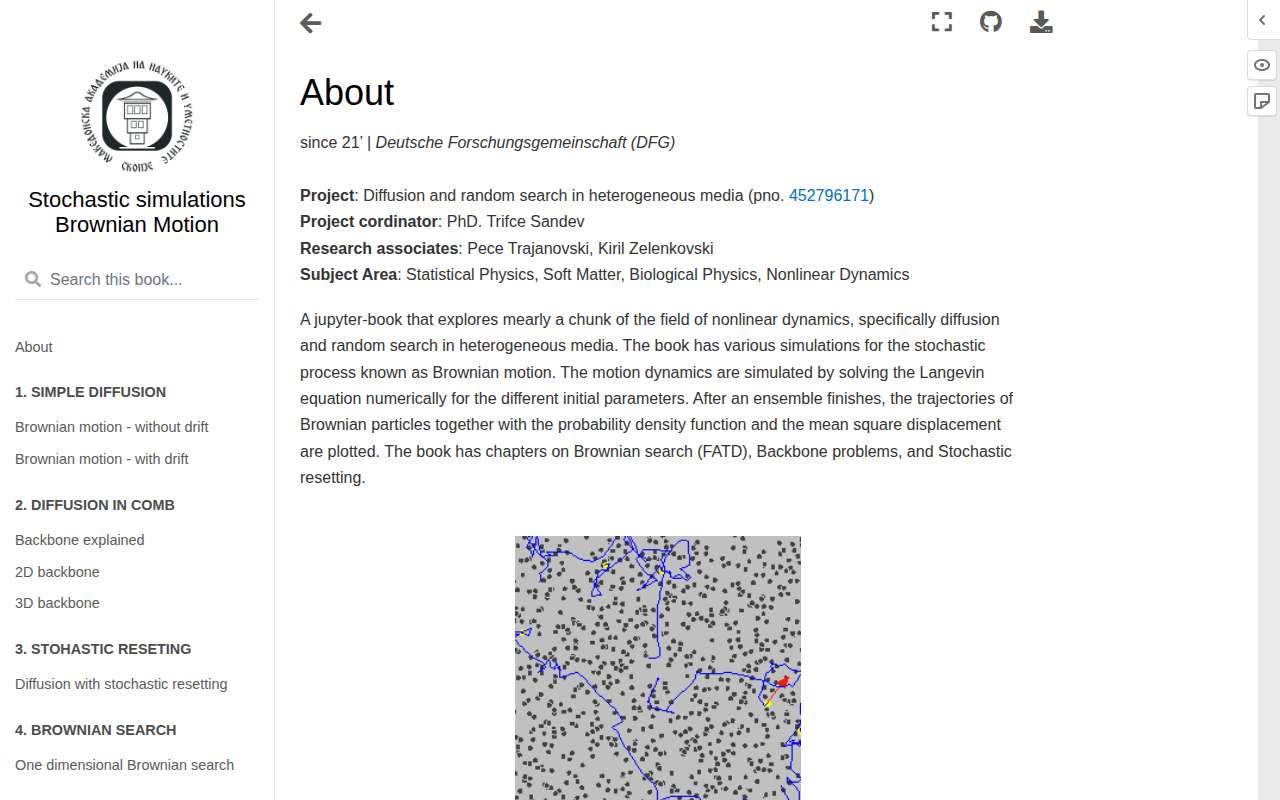 МАКЕДОНСКА АКАДЕМИЈА НА НАУКИТЕ И УМЕТНОСТИТЕ
СКОПЈЕ
Stochastic simulations
Brownian Motion
Search this book...
About
1. SIMPLE DIFFUSION
Brownian motion - without drift
Brownian motion - with drift
2. DIFFUSION IN COMB
Backbone explained
2D backbone
3D backbone
3. STOHASTIC RESETING
Diffusion with stochastic resetting
4. BROWNIAN SEARCH
One dimensional Brownian search
About
since 21’ | Deutsche Forschungsgemeinschaft (DFG)
Project: Diffusion and random search in heterogeneous media (pno. 452796171)
Project cordinator: PhD. Trifce Sandev
Research associates: Pece Trajanovski, Kiril Zelenkovski
Subject Area: Statistical Physics, Soft Matter, Biological Physics, Nonlinear Dynamics
A jupyter-book that explores mearly a chunk of the field of nonlinear dynamics, specifically diffusion
and random search in heterogeneous media. The book has various simulations for the stochastic
process known as Brownian motion. The motion dynamics are simulated by solving the Langevin
equation numerically for the different initial parameters. After an ensemble finishes, the trajectories of
Brownian particles together with the probability density function and the mean square displacement
are plotted. The book has chapters on Brownian search (FATD), Backbone problems, and Stochastic
resetting.